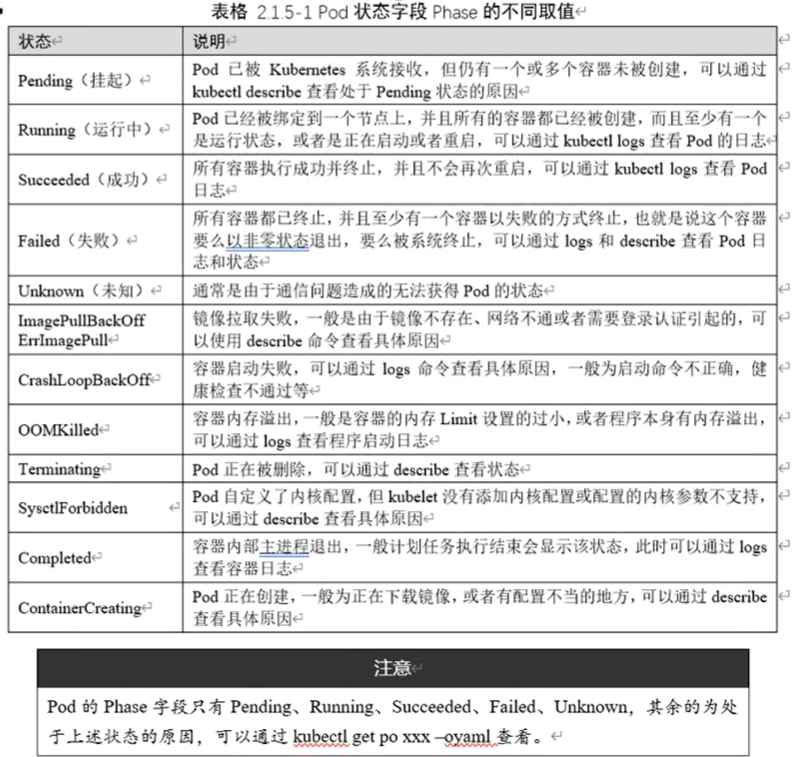 表格 2.1.5-1 Pod 状态字段 Phase 的不同取值
状态
说明
Pending（挂起）
Pod 已被 Kubernetes 系统接收，但仍有一个或多个容器未被创建，可以通过
kubectl describe 查看处于 Pending 状态的原因
Running（运行中）
Pod 已经被绑定到一个节点上，并且所有的容器都已经被创建，而且至少有一个
是运行状态，或者是正在启动或者重启，可以通过 kubectl logs 查看 Pod 的日志
Succeeded（成功）
所有容器执行成功并终止，并且不会再次重启，可以通过 kubectl logs 查看 Pod
日志
Failed（失败）
所有容器都已终止，并且至少有一个容器以失败的方式终止，也就是说这个容器
要么以非零状态退出，要么被系统终止，可以通过 logs 和 describe 查看 Pod 日
志和状态
Unknown（未知）
通常是由于通信问题造成的无法获得 Pod 的状态
ImagePullBackOff
ErrImagePull
镜像拉取失败，一般是由于镜像不存在、网络不通或者需要登录认证引起的，可
以使用 describe 命令查看具体原因
CrashLoopBackOff
容器启动失败，可以通过 logs 命令查看具体原因，一般为启动命令不正确，健
康检查不通过等
OOMKilled
容器内存溢出，一般是容器的内存 Limit 设置的过小，或者程序本身有内存溢出，
可以通过 logs 查看程序启动日志
Terminating
Pod 正在被删除，可以通过 describe 查看状态
SysctlForbidden
Pod 自定义了内核配置，但 kubelet 没有添加内核配置或配置的内核参数不支持，
可以通过 describe 查看具体原因
Completed
容器内部主进程退出，一般计划任务执行结束会显示该状态，此时可以通过 logs
查看容器日志
ContainerCreating
Pod 正在创建，一般为正在下载镜像，或者有配置不当的地方，可以通过 describe
查看具体原因
注意
Pod 的 Phase 字段只有 Pending、Running、Succeeded、Failed、Unknown，其余的为处
于上述状态的原因，可以通过 kubectl get po xxx –oyaml 查看。